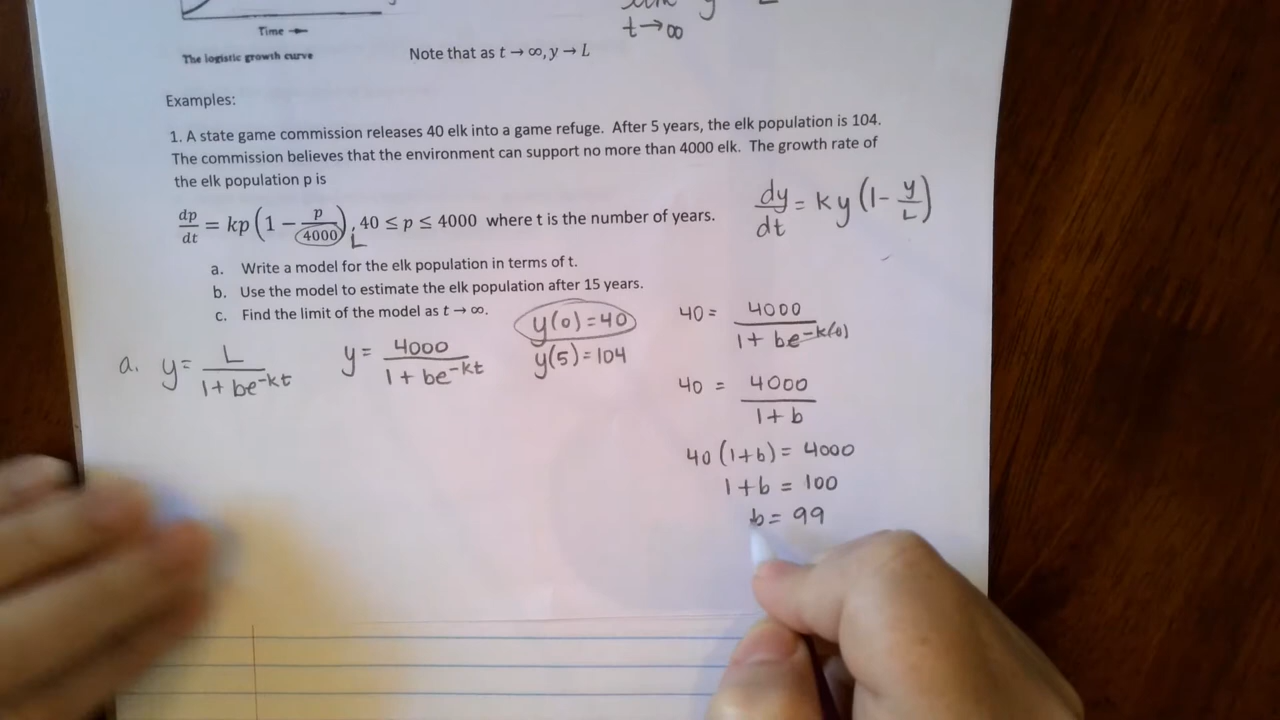 Time
t→∞
The logistic growth curve
Note that as t → ∞, y → L
Examples:
1. A state game commission releases 40 elk into a game refuge. After 5 years, the elk population is 104.
The commission believes that the environment can support no more than 4000 elk. The growth rate of
the elk population p is
dp/dt = kp(1 − p/4000), 40 ≤ p ≤ 4000 where t is the number of years.
L
dy/dt = ky(1 - y/L)
a. Write a model for the elk population in terms of t.
b. Use the model to estimate the elk population after 15 years.
c. Find the limit of the model as t → ∞.
a. y = L/(1 + be^-kt)
y = 4000/(1 + be^-kt)
y(0) = 40
y(5) = 104
40 = 4000/(1 + be^-k(0))
40 = 4000/(1 + b)
40(1+b) = 4000
1+b = 100
b = 99